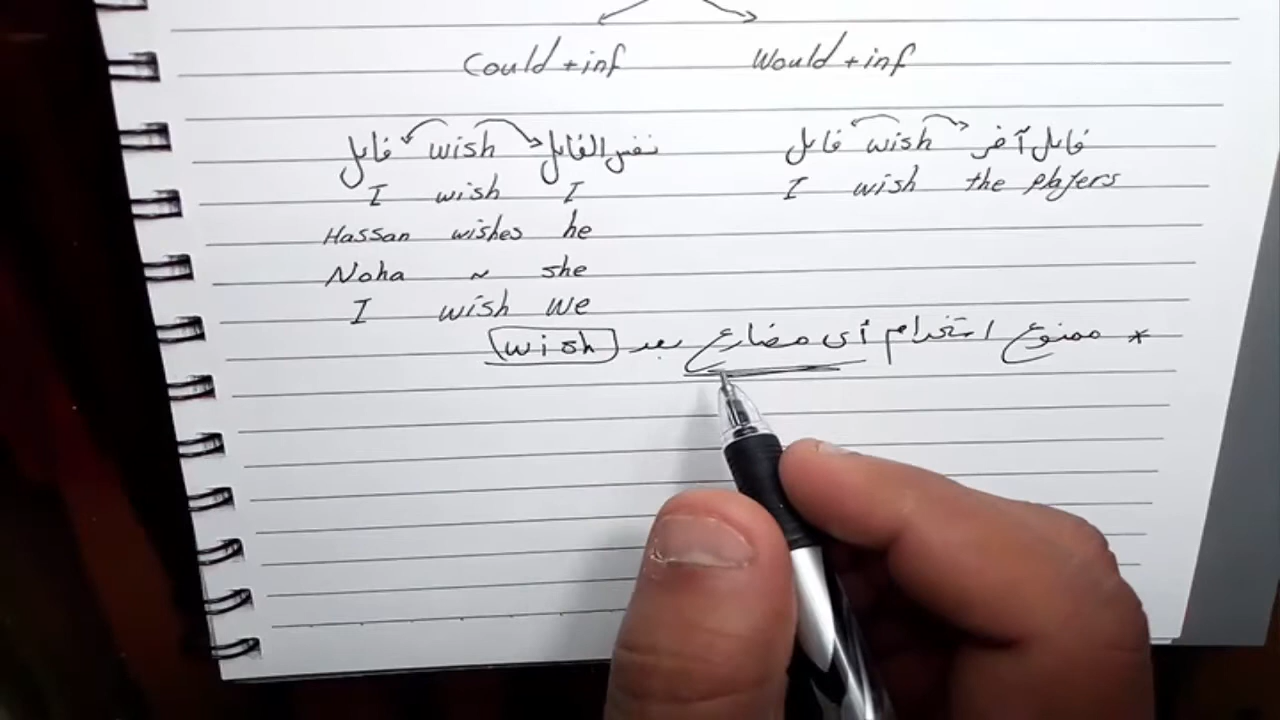 Could + inf Would + inf
فاعل wish نفس الفاعل فاعل wish فاعل آخر
I wish I I wish the players
Hassan wishes he
Noha ~ she
I wish we
* ممنوع استخدام أى مضارع بعد wish